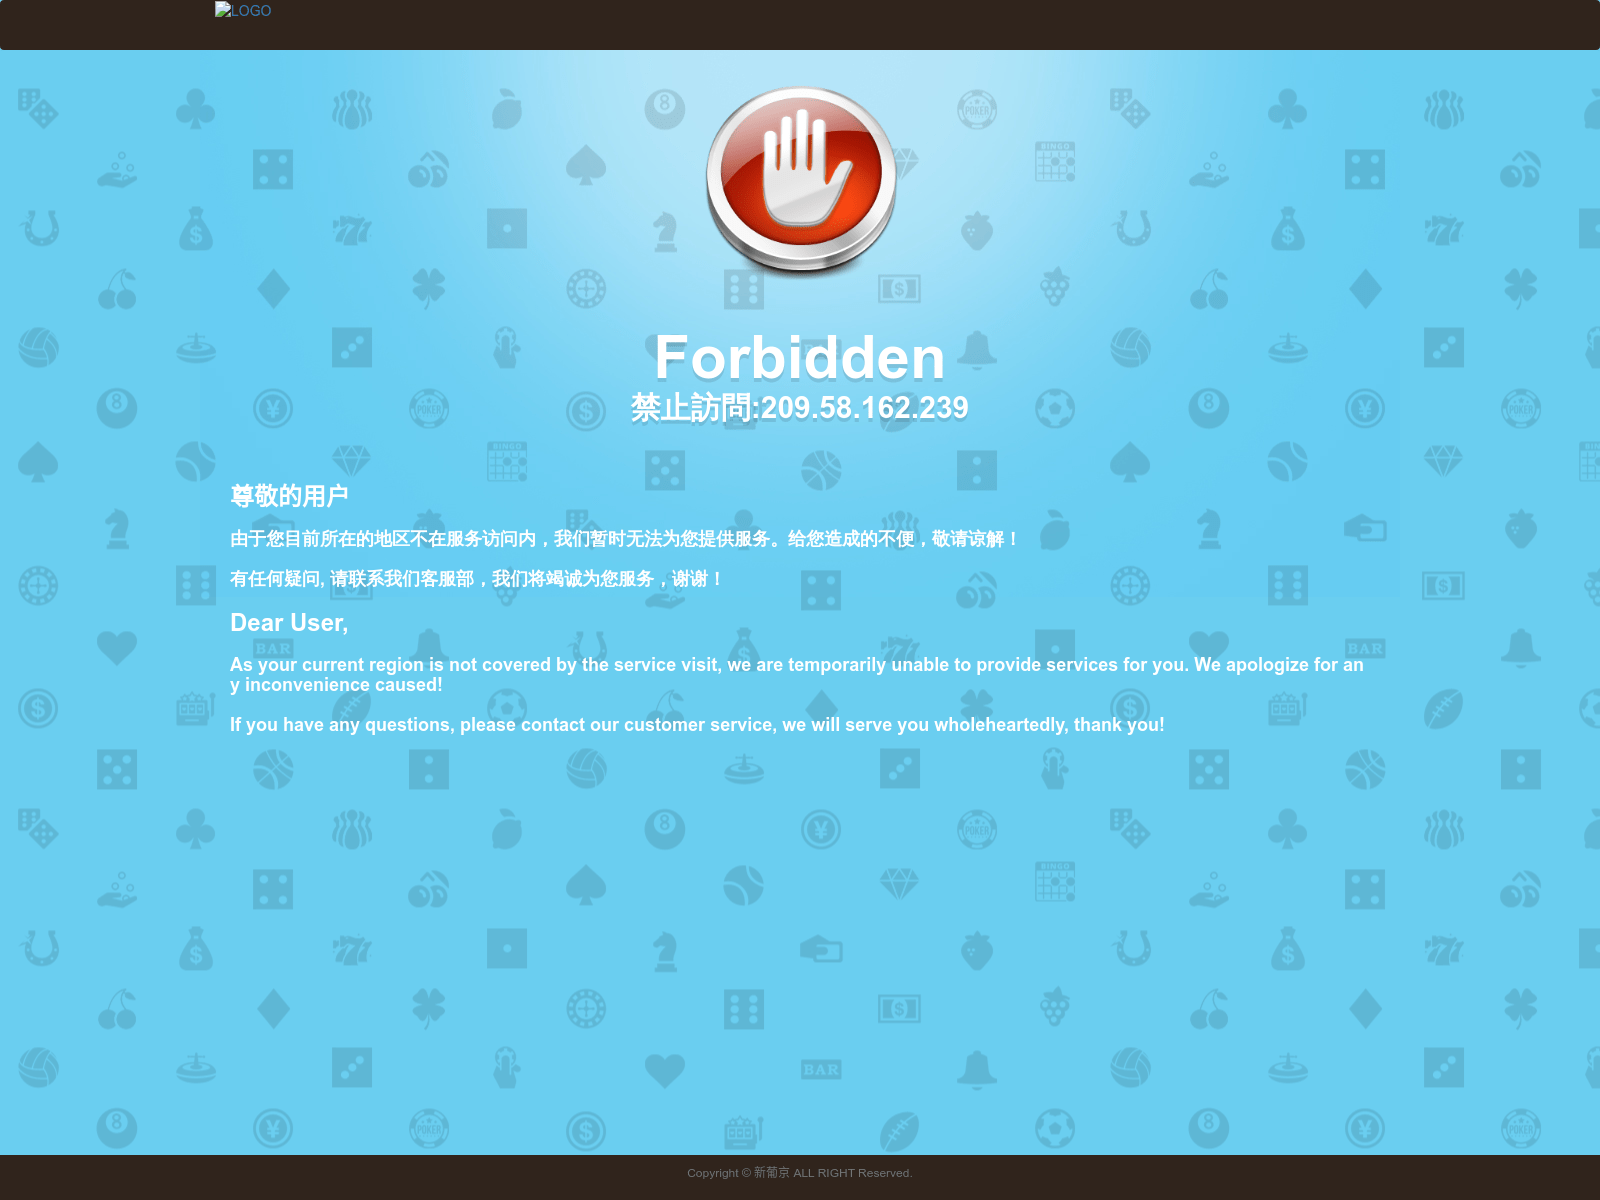 LOGO
Forbidden
禁止訪問:209.58.162.239
尊敬的用户
由于您目前所在的地区不在服务访问内，我们暂时无法为您提供服务。给您造成的不便，敬请谅解！
有任何疑问, 请联系我们客服部，我们将竭诚为您服务，谢谢！
Dear User,
As your current region is not covered by the service visit, we are temporarily unable to provide services for you. We apologize for an
y inconvenience caused!
If you have any questions, please contact our customer service, we will serve you wholeheartedly, thank you!
Copyright © 新葡京 ALL RIGHT Reserved.